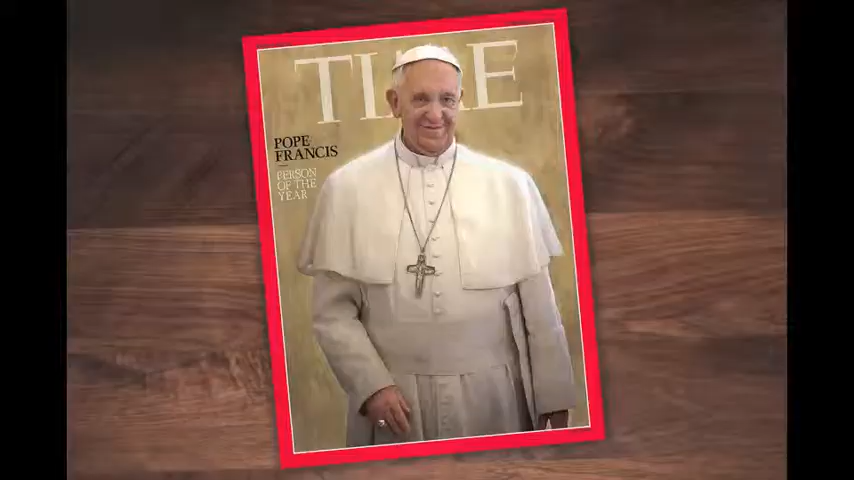 TIME
POPE
FRANCIS
PERSON
OF THE
YEAR